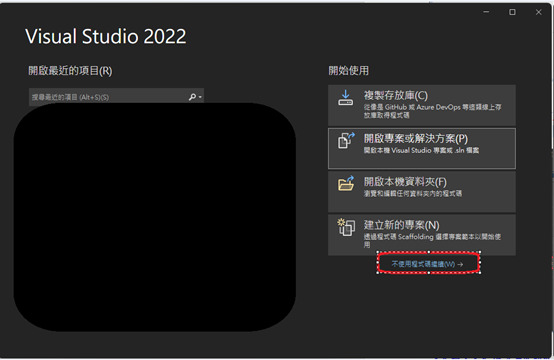 Visual Studio 2022
開啟最近的項目(R)
搜尋最近的項目 (Alt+S)(S)
開始使用
複製存放庫(C)
從像是 GitHub 或 Azure DevOps 等遠端線上存
放庫取得程式碼
開啟專案或解決方案(P)
開啟本機 Visual Studio 專案或 .sln 檔案
開啟本機資料夾(F)
瀏覽和編輯任何資料夾內的程式碼
建立新的專案(N)
透過程式碼 Scaffolding 選擇專案範本以開始使
用
不使用程式碼繼續(W) →